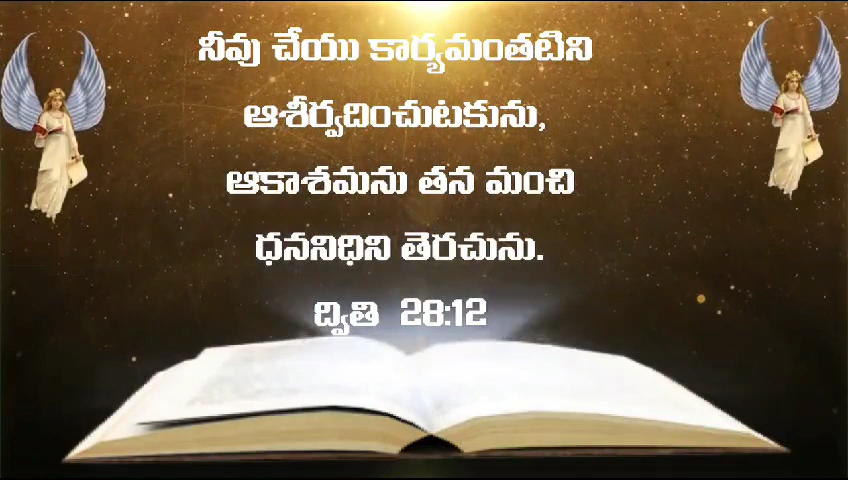 నీవు చేయు కార్యమంతటిని
ఆశీర్వదించుటకును,
ఆకాశమను తన మంచి
ధననిధిని తెరచును.
ద్వితి 28:12